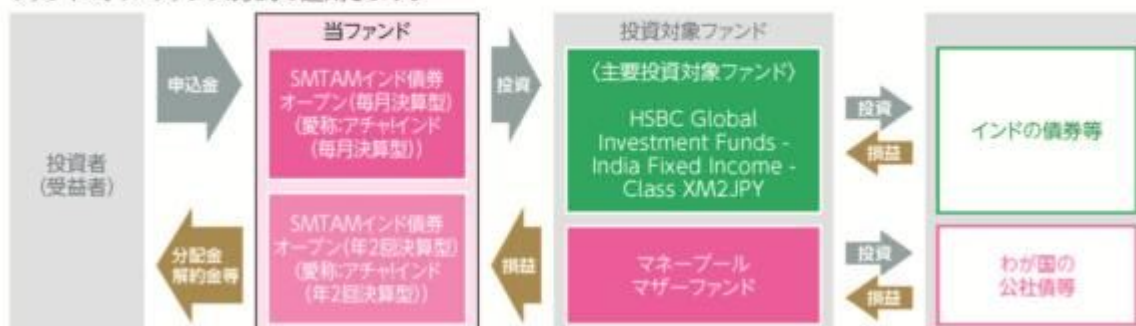 投資者
(受益者)
申込金
分配金
解約金等
当ファンド
SMTAMインド債券
オープン(毎月決算型)
(愛称:アチャ!インド
(毎月決算型))
SMTAMインド債券
オープン(年2回決算型)
(愛称:アチャ!インド
(年2回決算型))
投資
損益
投資対象ファンド
〈主要投資対象ファンド〉
HSBC Global
Investment Funds -
India Fixed Income -
Class XM2JPY
マネープール
マザーファンド
投資
損益
投資
損益
インドの債券等
わが国の
公社債等